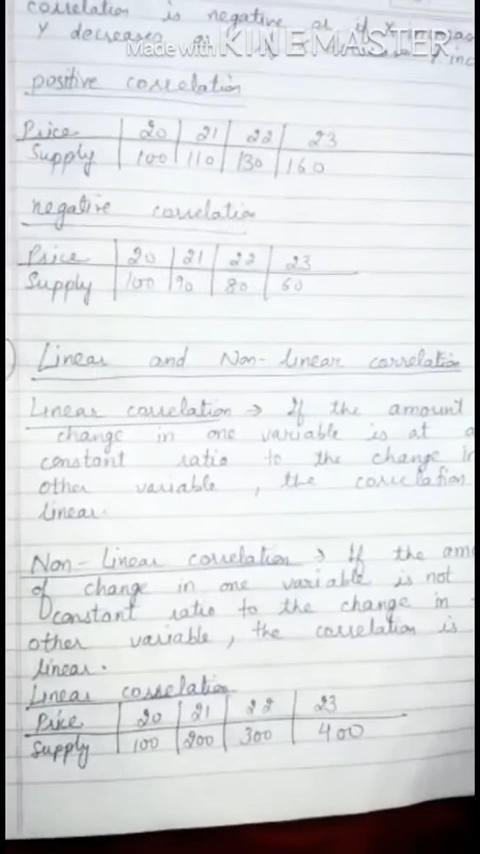 correlation is negative
Y decreases
Made with KINEMASTER
positive correlation
Price 20 21 22 23
Supply 100 110 130 160
negative correlation
Price 20 21 22 23
Supply 100 90 80 60
Linear and Non-linear correlation
Linear correlation → If the amount
change in one variable is at a
constant ratio to the change in
other variable, the correlation
linear.
Non-Linear correlation → If the
of change in one variable is not
constant ratio to the change in
other variable, the correlation is
linear.
Linear correlation
Price 20 21 22 23
Supply 100 200 300 400